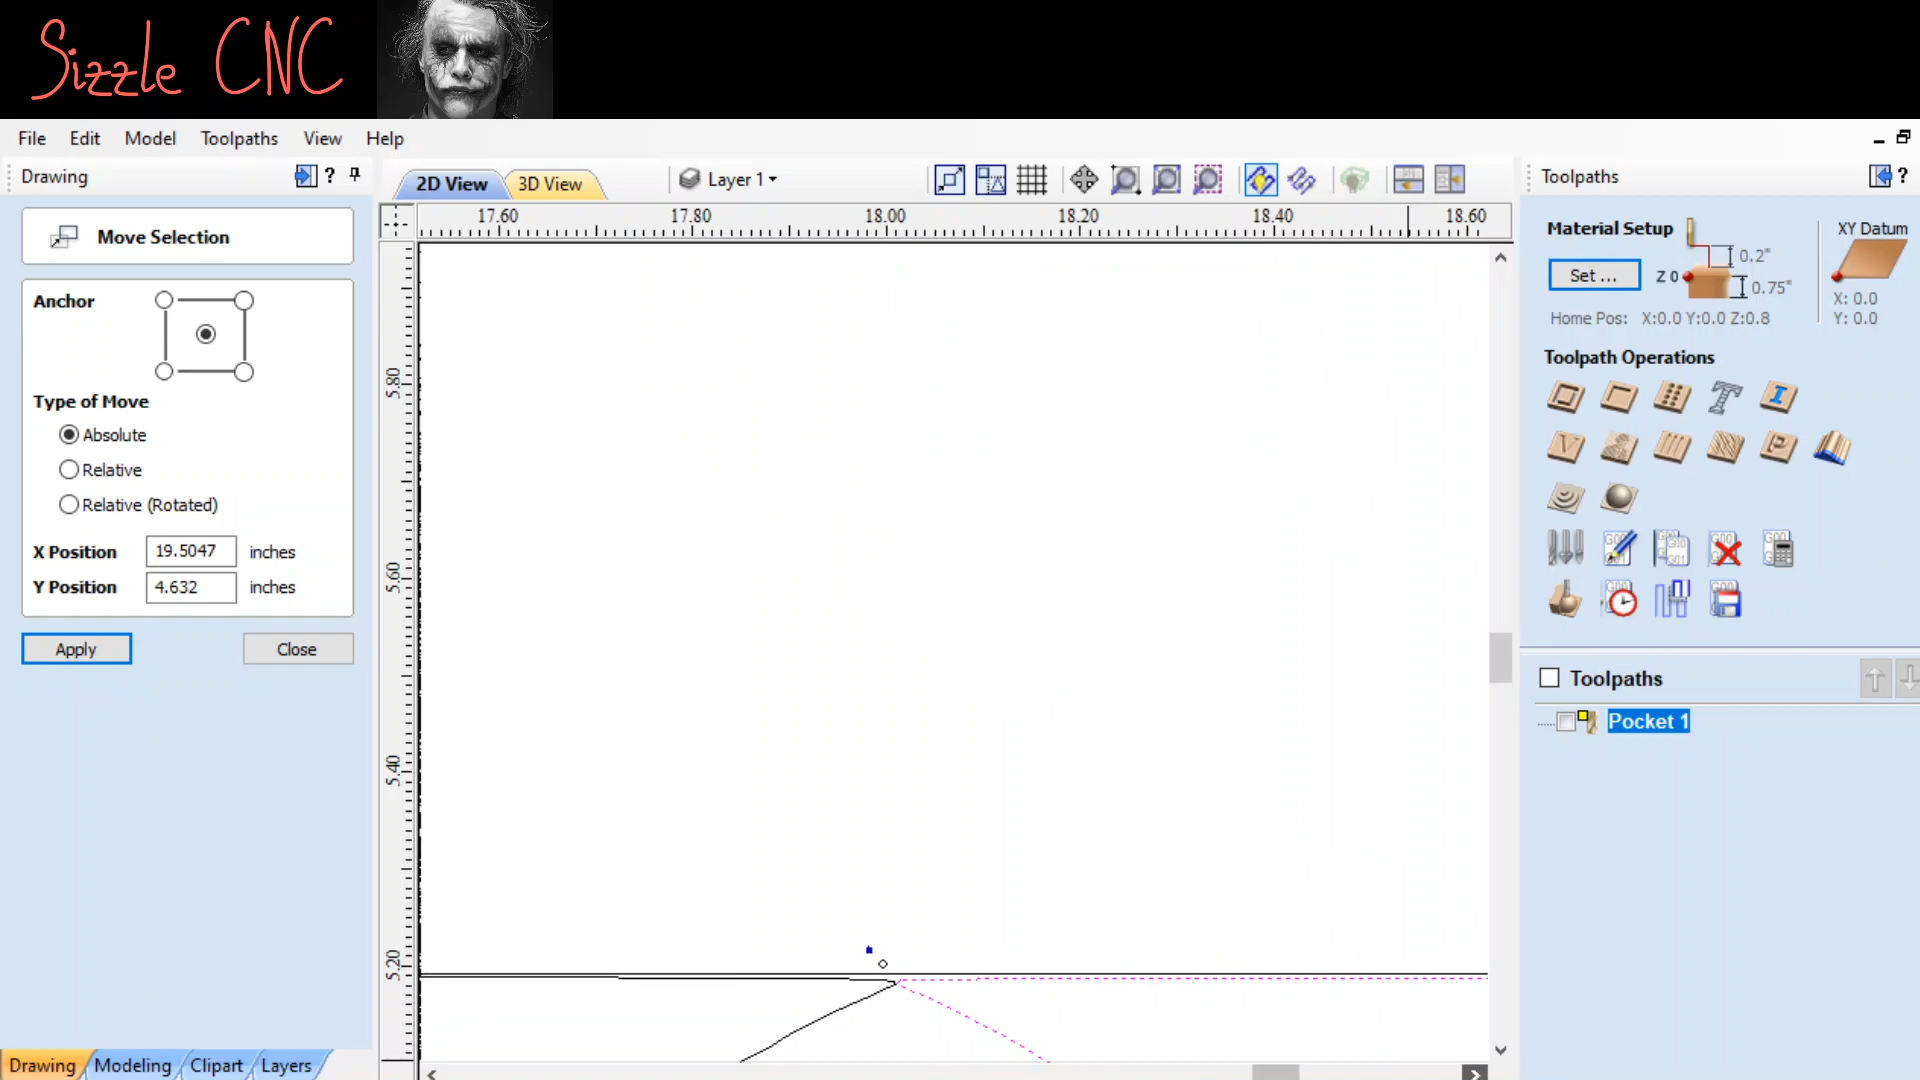 Sizzle CNC
File Edit Model Toolpaths View Help
Drawing ?
2D View 3D View Layer 1
Toolpaths ?
Move Selection
17.60 17.80 18.00 18.20 18.40 18.60
Material Setup
0.2"
XY Datum
Set ...
Z 0
0.75"
X: 0.0
Home Pos: X:0.0 Y:0.0 Z:0.8
Y: 0.0
Anchor
Toolpath Operations
5.80
Type of Move
Absolute
Relative
Relative (Rotated)
X Position 19.5047 inches
5.60
Y Position 4.632 inches
Apply Close
Toolpaths
Pocket 1
5.40
5.20
Drawing Modeling Clipart Layers